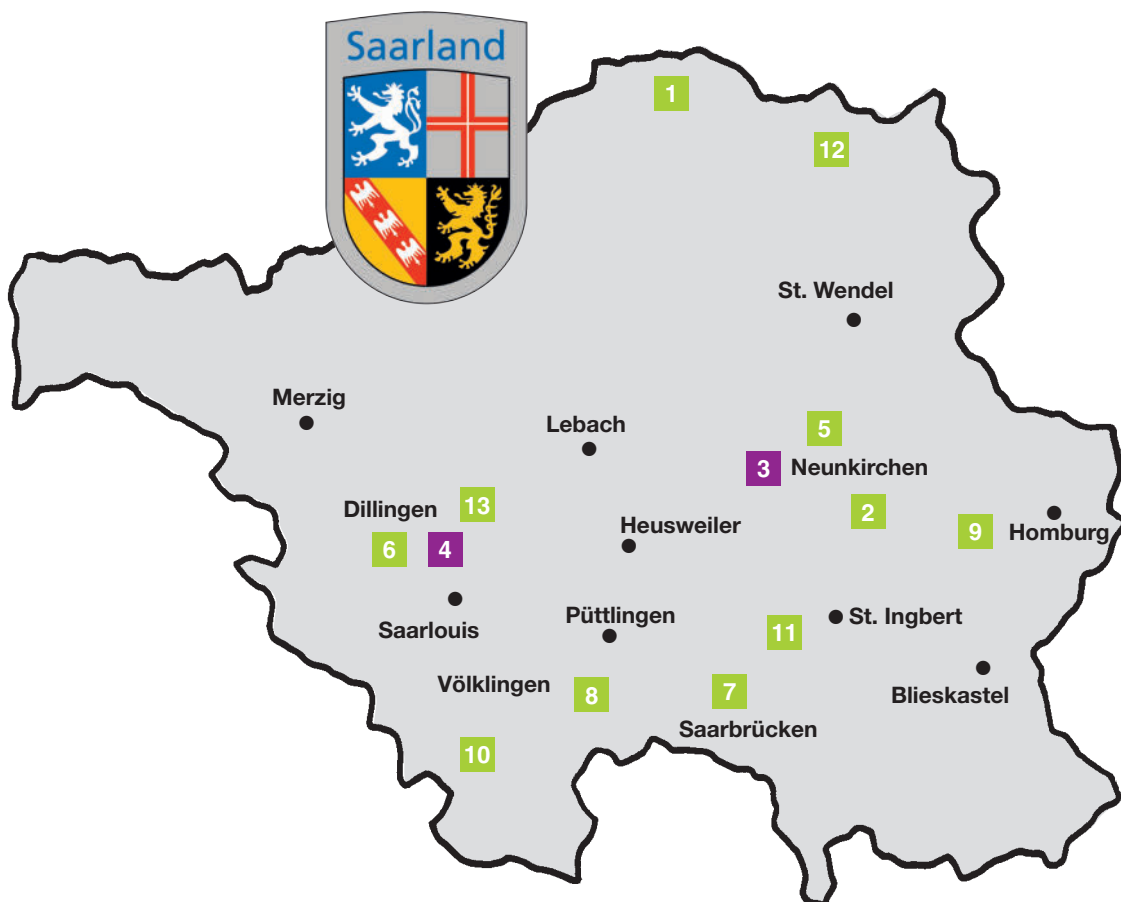 Saarland
1
12
St. Wendel
Merzig
Lebach
5
3
Neunkirchen
Dillingen
13
2
9
Homburg
6
4
Heusweiler
Saarlouis
Püttlingen
11
St. Ingbert
Völklingen
8
7
Blieskastel
Saarbrücken
10